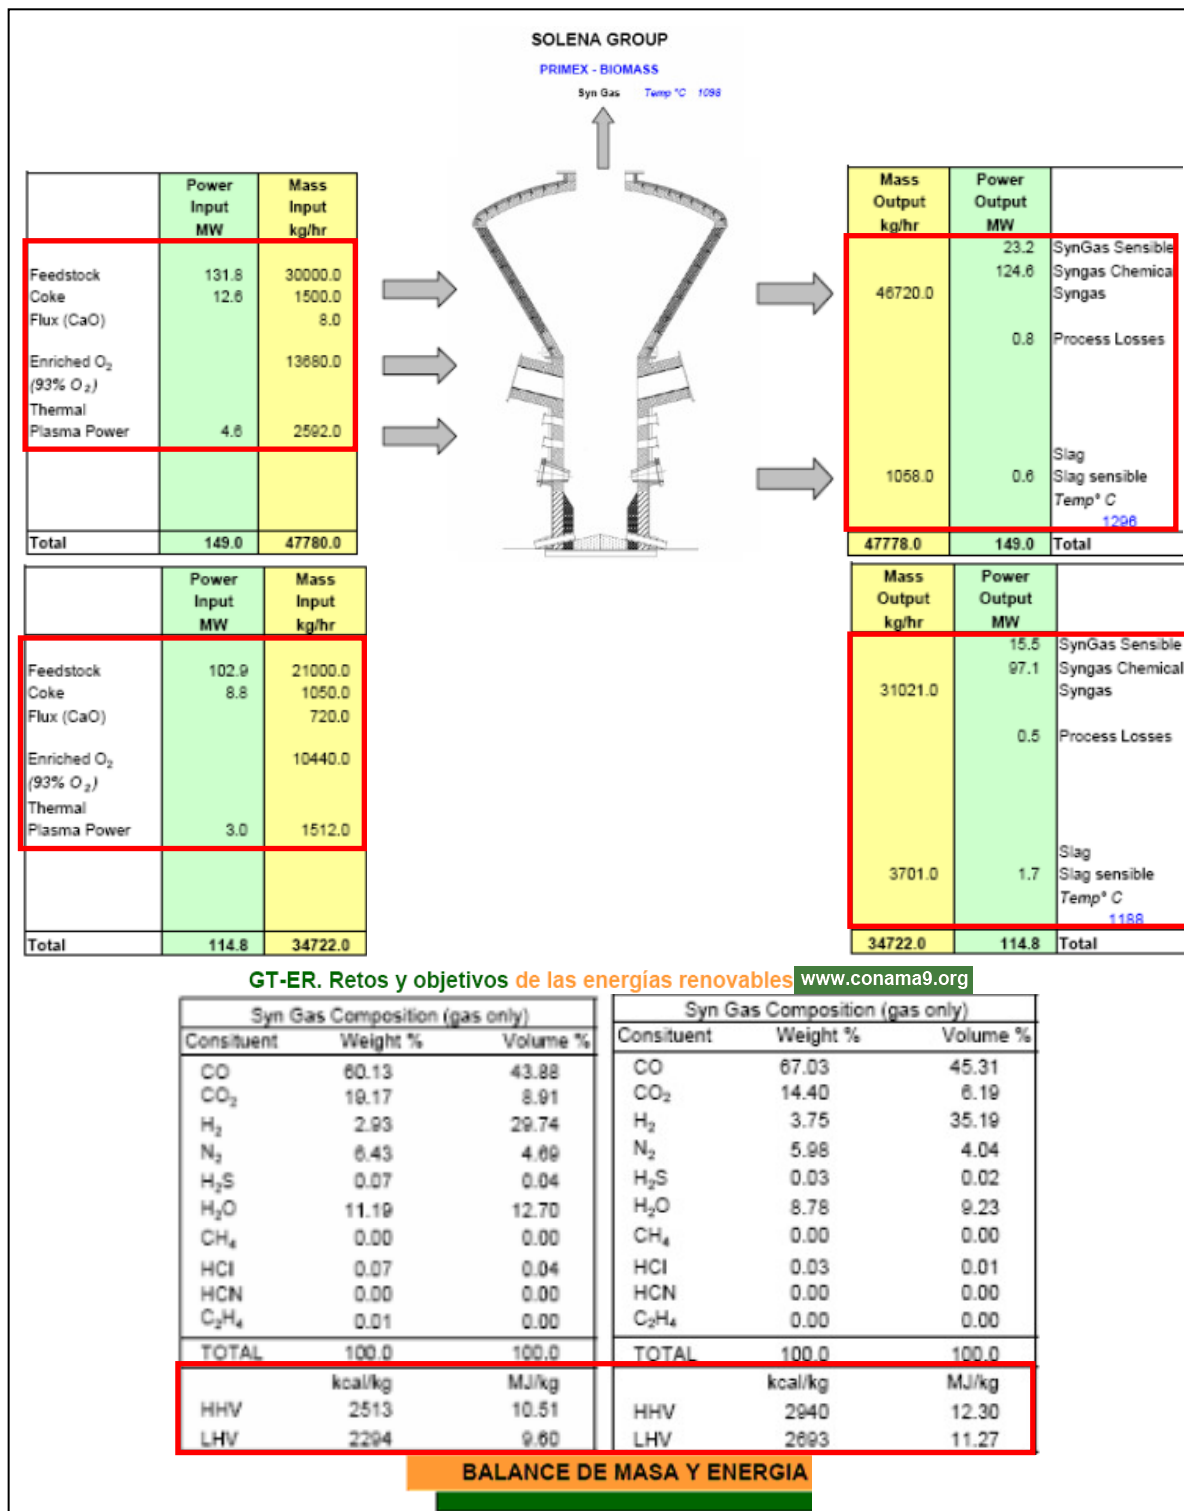 SOLENA GROUP
PRIMEX - BIOMASS
Syn Gas Temp °C 1098
Power Mass
Input Input
MW kg/hr
Feedstock 131.8 30000.0
Coke 12.6 1500.0
Flux (CaO) 8.0
Enriched O₂ 13680.0
(93% O₂)
Thermal
Plasma Power 4.6 2592.0
Total 149.0 47780.0
Mass Power
Output Output
kg/hr MW
23.2 SynGas Sensible
124.6 Syngas Chemica
46720.0 Syngas
0.8 Process Losses
Slag
1058.0 0.6 Slag sensible
Temp° C
1296
47778.0 149.0 Total
Power Mass
Input Input
MW kg/hr
Feedstock 102.9 21000.0
Coke 8.8 1050.0
Flux (CaO) 720.0
Enriched O₂ 10440.0
(93% O₂)
Thermal
Plasma Power 3.0 1512.0
Total 114.8 34722.0
Mass Power
Output Output
kg/hr MW
15.5 SynGas Sensible
97.1 Syngas Chemical
31021.0 Syngas
0.5 Process Losses
Slag
3701.0 1.7 Slag sensible
Temp° C
1188
34722.0 114.8 Total
GT-ER. Retos y objetivos de las energías renovables www.conama9.org
Syn Gas Composition (gas only)
Consituent Weight % Volume %
CO 60.13 43.88
CO₂ 19.17 8.91
H₂ 2.93 29.74
N₂ 6.43 4.69
H₂S 0.07 0.04
H₂O 11.19 12.70
CH₄ 0.00 0.00
HCl 0.07 0.04
HCN 0.00 0.00
C₂H₄ 0.01 0.00
TOTAL 100.0 100.0
kcal/kg MJ/kg
HHV 2513 10.51
LHV 2294 9.60
Syn Gas Composition (gas only)
Consituent Weight % Volume %
CO 67.03 45.31
CO₂ 14.40 6.19
H₂ 3.75 35.19
N₂ 5.98 4.04
H₂S 0.03 0.02
H₂O 8.78 9.23
CH₄ 0.00 0.00
HCl 0.03 0.01
HCN 0.00 0.00
C₂H₄ 0.00 0.00
TOTAL 100.0 100.0
kcal/kg MJ/kg
HHV 2940 12.30
LHV 2693 11.27
BALANCE DE MASA Y ENERGIA